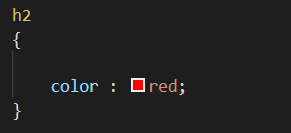 h2
{
color : red;
}